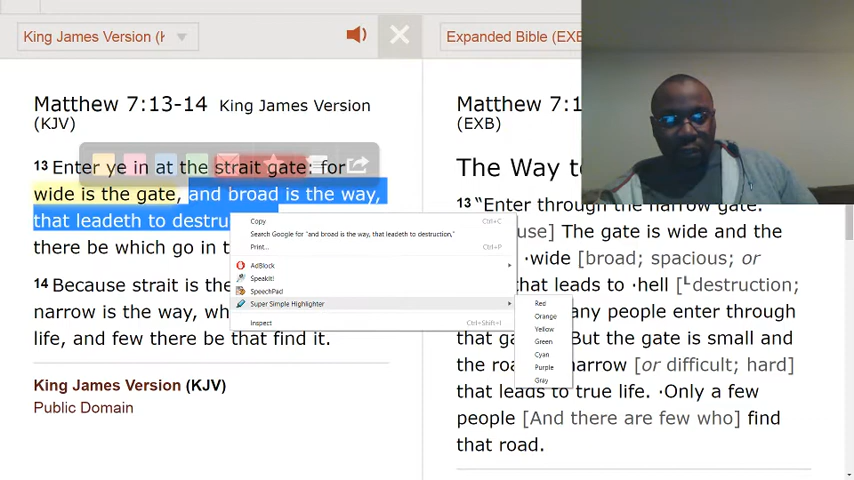 King James Version (K
Expanded Bible (EXB
Matthew 7:13-14 King James Version
(KJV)
13 Enter ye in at the strait gate: for
wide is the gate, and broad is the way,
that leadeth to destru
there be which go in t
14 Because strait is the
narrow is the way, wh
life, and few there be that find it.
King James Version (KJV)
Public Domain
Copy Ctrl+C
Search Google for "and broad is the way, that leadeth to destruction,"
Print... Ctrl+P
AdBlock
SpeakIt!
SpeechPad
Super Simple Highlighter
Inspect Ctrl+Shift+I
Red
Orange
Yellow
Green
Cyan
Purple
Gray
Matthew 7:1
(EXB)
The Way to
13 "Enter through the narrow gate.
use] The gate is wide and the
·wide [broad; spacious; or
that leads to ·hell [L destruction;
any people enter through
that ga But the gate is small and
the roa narrow [or difficult; hard]
that leads to true life. ·Only a few
people [And there are few who] find
that road.